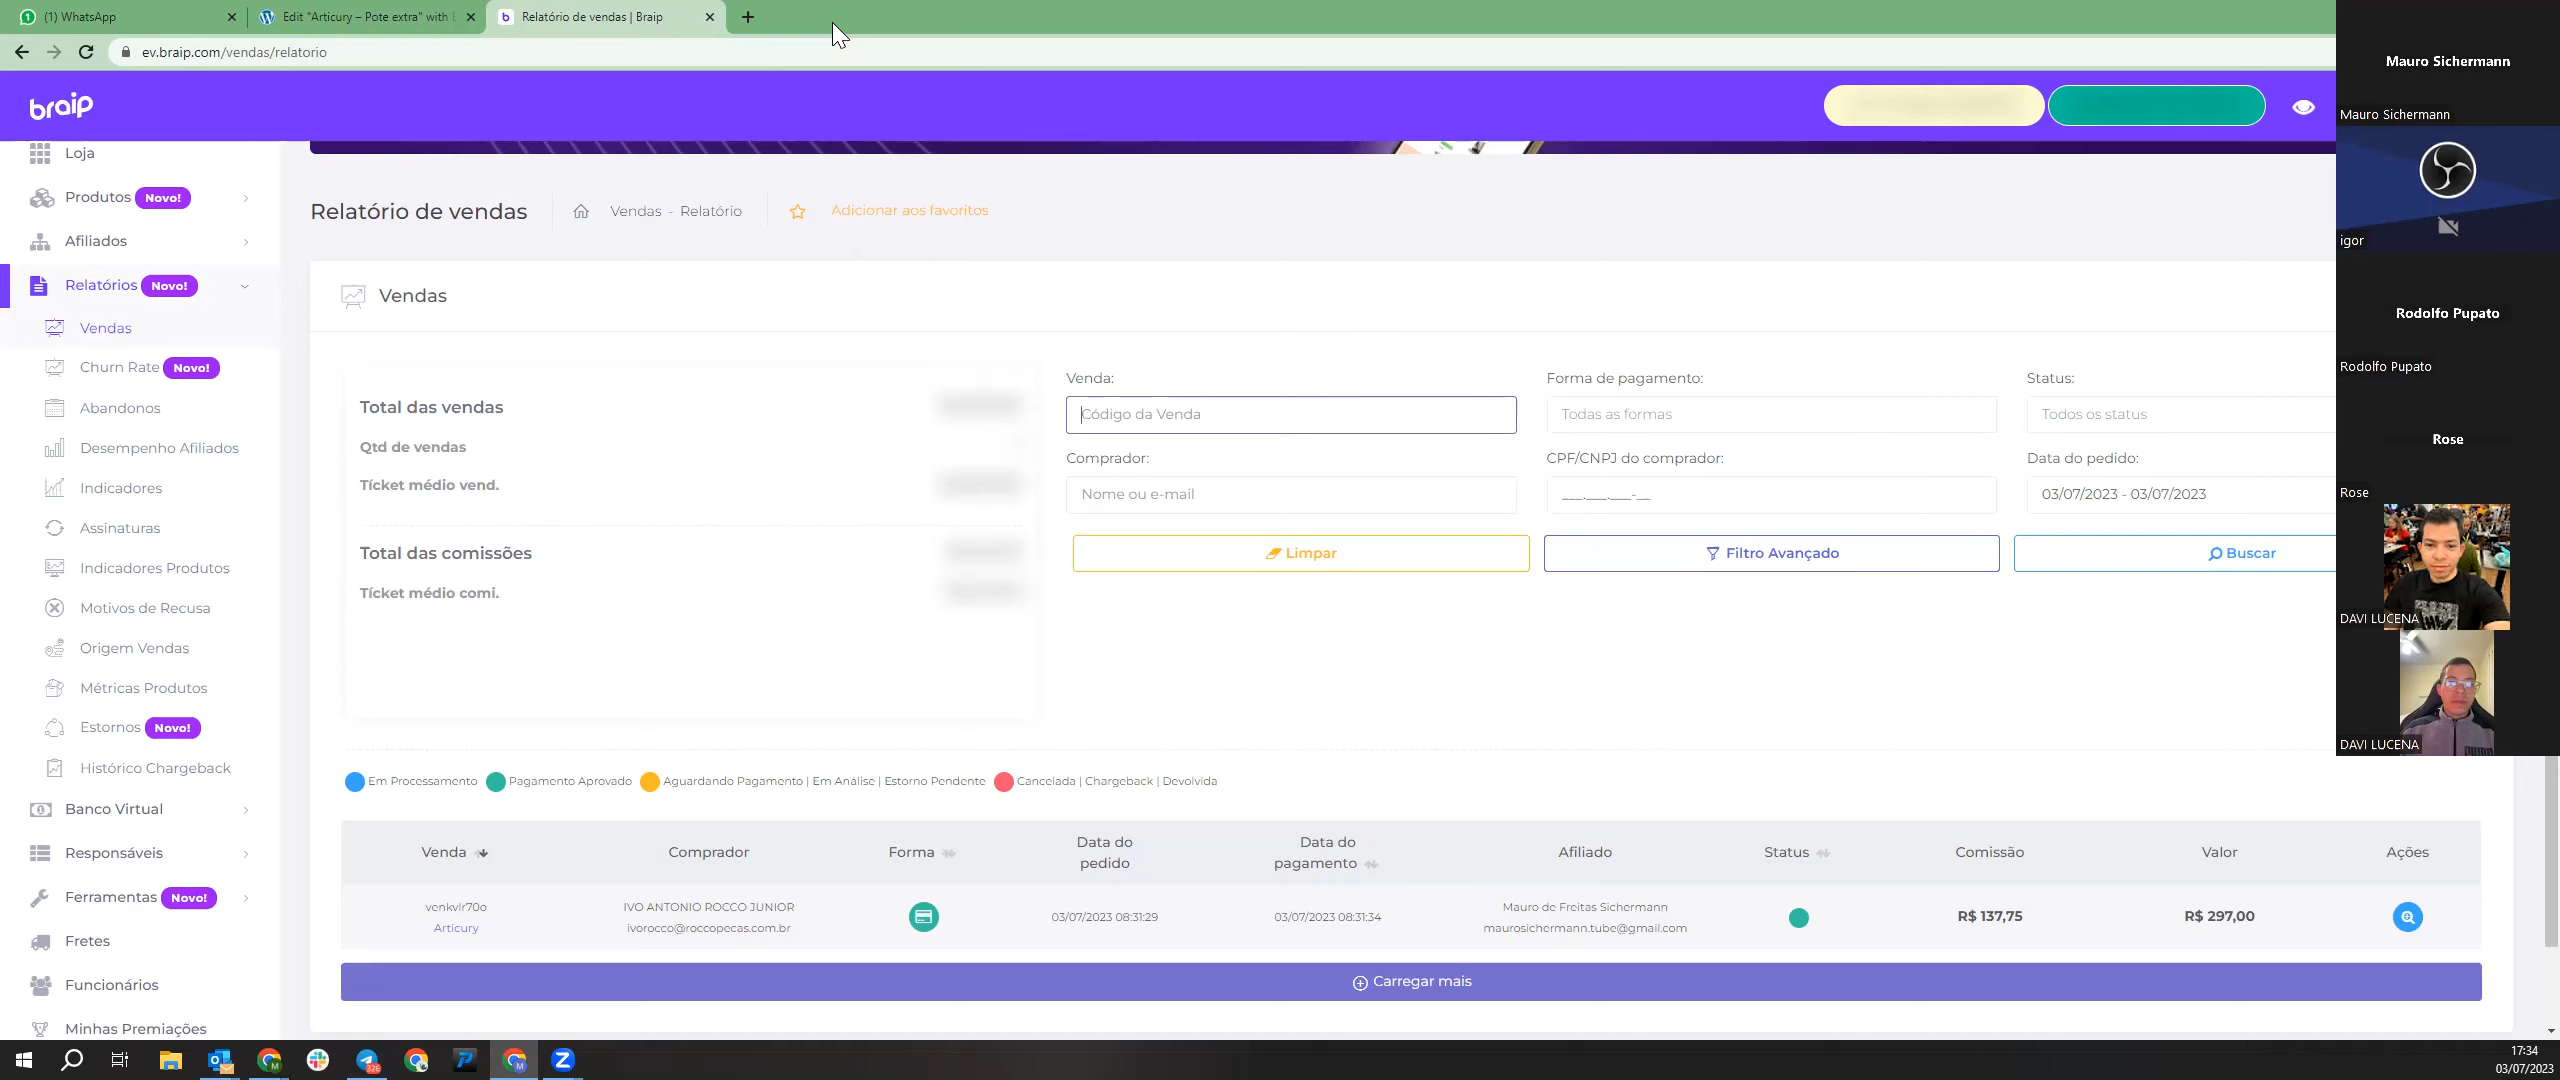 (1) WhatsApp
Edit "Articury – Pote extra" with E
Relatório de vendas | Braip
ev.braip.com/vendas/relatorio
braip
Mauro Sichermann
Mauro Sichermann
igor
Rodolfo Pupato
Rodolfo Pupato
Rose
Rose
DAVI LUCENA
DAVI LUCENA
Loja
Produtos Novo!
Afiliados
Relatórios Novo!
Vendas
Churn Rate Novo!
Abandonos
Desempenho Afiliados
Indicadores
Assinaturas
Indicadores Produtos
Motivos de Recusa
Origem Vendas
Métricas Produtos
Estornos Novo!
Histórico Chargeback
Banco Virtual
Responsáveis
Ferramentas Novo!
Fretes
Funcionários
Minhas Premiações
Relatório de vendas
Vendas - Relatório
Adicionar aos favoritos
Vendas
Total das vendas
Qtd de vendas
Tícket médio vend.
Total das comissões
Tícket médio comi.
Venda: Forma de pagamento: Status:
Código da Venda Todas as formas Todos os status
Comprador: CPF/CNPJ do comprador: Data do pedido:
Nome ou e-mail ___.___.___-__ 03/07/2023 - 03/07/2023
Limpar Filtro Avançado Buscar
Em Processamento Pagamento Aprovado Aguardando Pagamento | Em Análise | Estorno Pendente Cancelada | Chargeback | Devolvida
Venda Comprador Forma Data do pedido Data do pagamento Afiliado Status Comissão Valor Ações
venkvlr70o IVO ANTONIO ROCCO JUNIOR 03/07/2023 08:31:29 03/07/2023 08:31:34 Mauro de Freitas Sichermann R$ 137,75 R$ 297,00
Articury ivorocco@roccopecas.com.br maurosichermann.tube@gmail.com
Carregar mais
326
17:34
03/07/2023